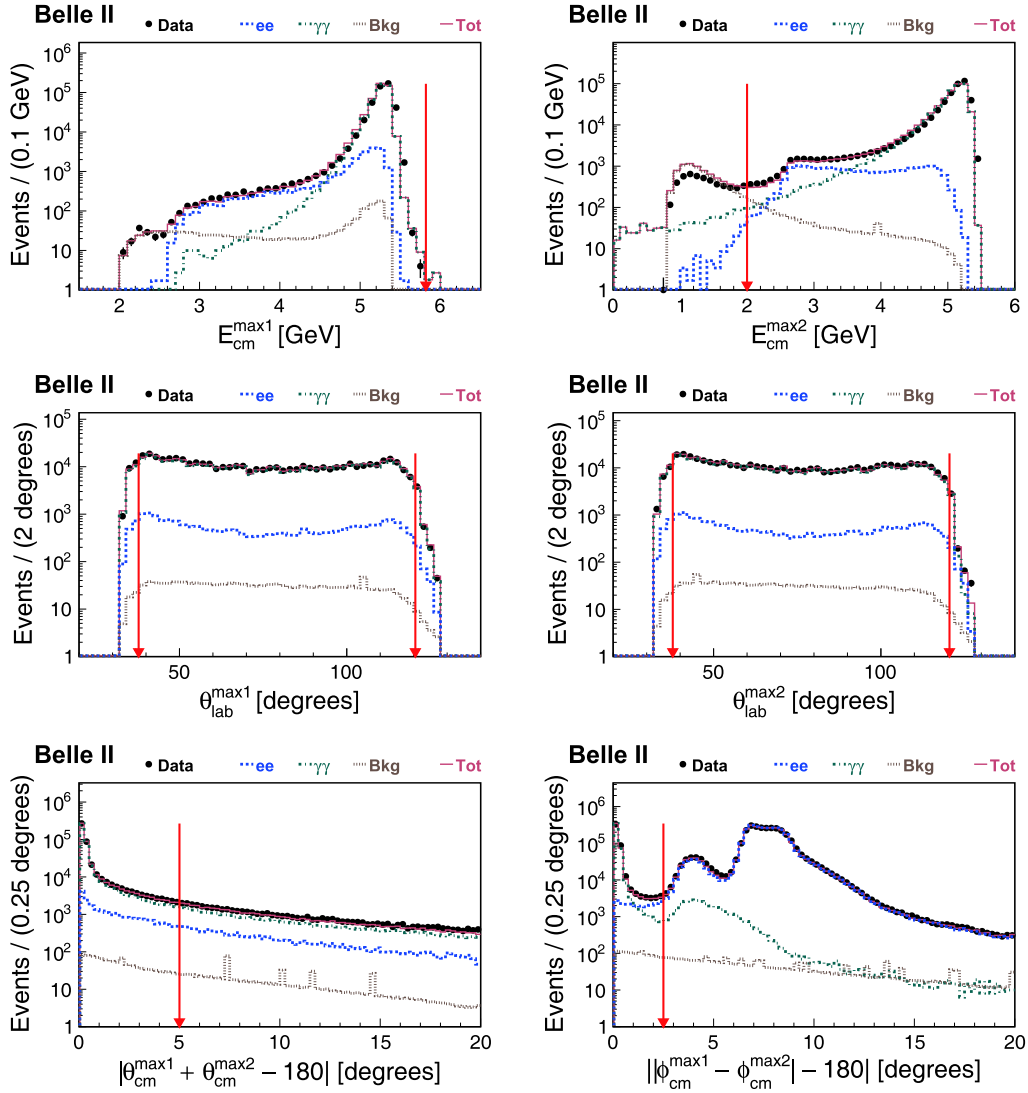 Belle II
Data ee γγ Bkg Tot
Events / (0.1 GeV)
10⁶
10⁵
10⁴
10³
10²
10
1
2 3 4 5 6
E_cm^max1 [GeV]
Belle II
Data ee γγ Bkg Tot
Events / (0.1 GeV)
10⁵
10⁴
10³
10²
10
1
0 1 2 3 4 5 6
E_cm^max2 [GeV]
Belle II
Data ee γγ Bkg Tot
Events / (2 degrees)
10⁵
10⁴
10³
10²
10
1
50 100
θ_lab^max1 [degrees]
Belle II
Data ee γγ Bkg Tot
Events / (2 degrees)
10⁵
10⁴
10³
10²
10
1
50 100
θ_lab^max2 [degrees]
Belle II
Data ee γγ Bkg Tot
Events / (0.25 degrees)
10⁶
10⁵
10⁴
10³
10²
10
1
0 5 10 15 20
|θ_cm^max1 + θ_cm^max2 − 180| [degrees]
Belle II
Data ee γγ Bkg Tot
Events / (0.25 degrees)
10⁶
10⁵
10⁴
10³
10²
10
1
0 5 10 15 20
||ϕ_cm^max1 − ϕ_cm^max2| − 180| [degrees]